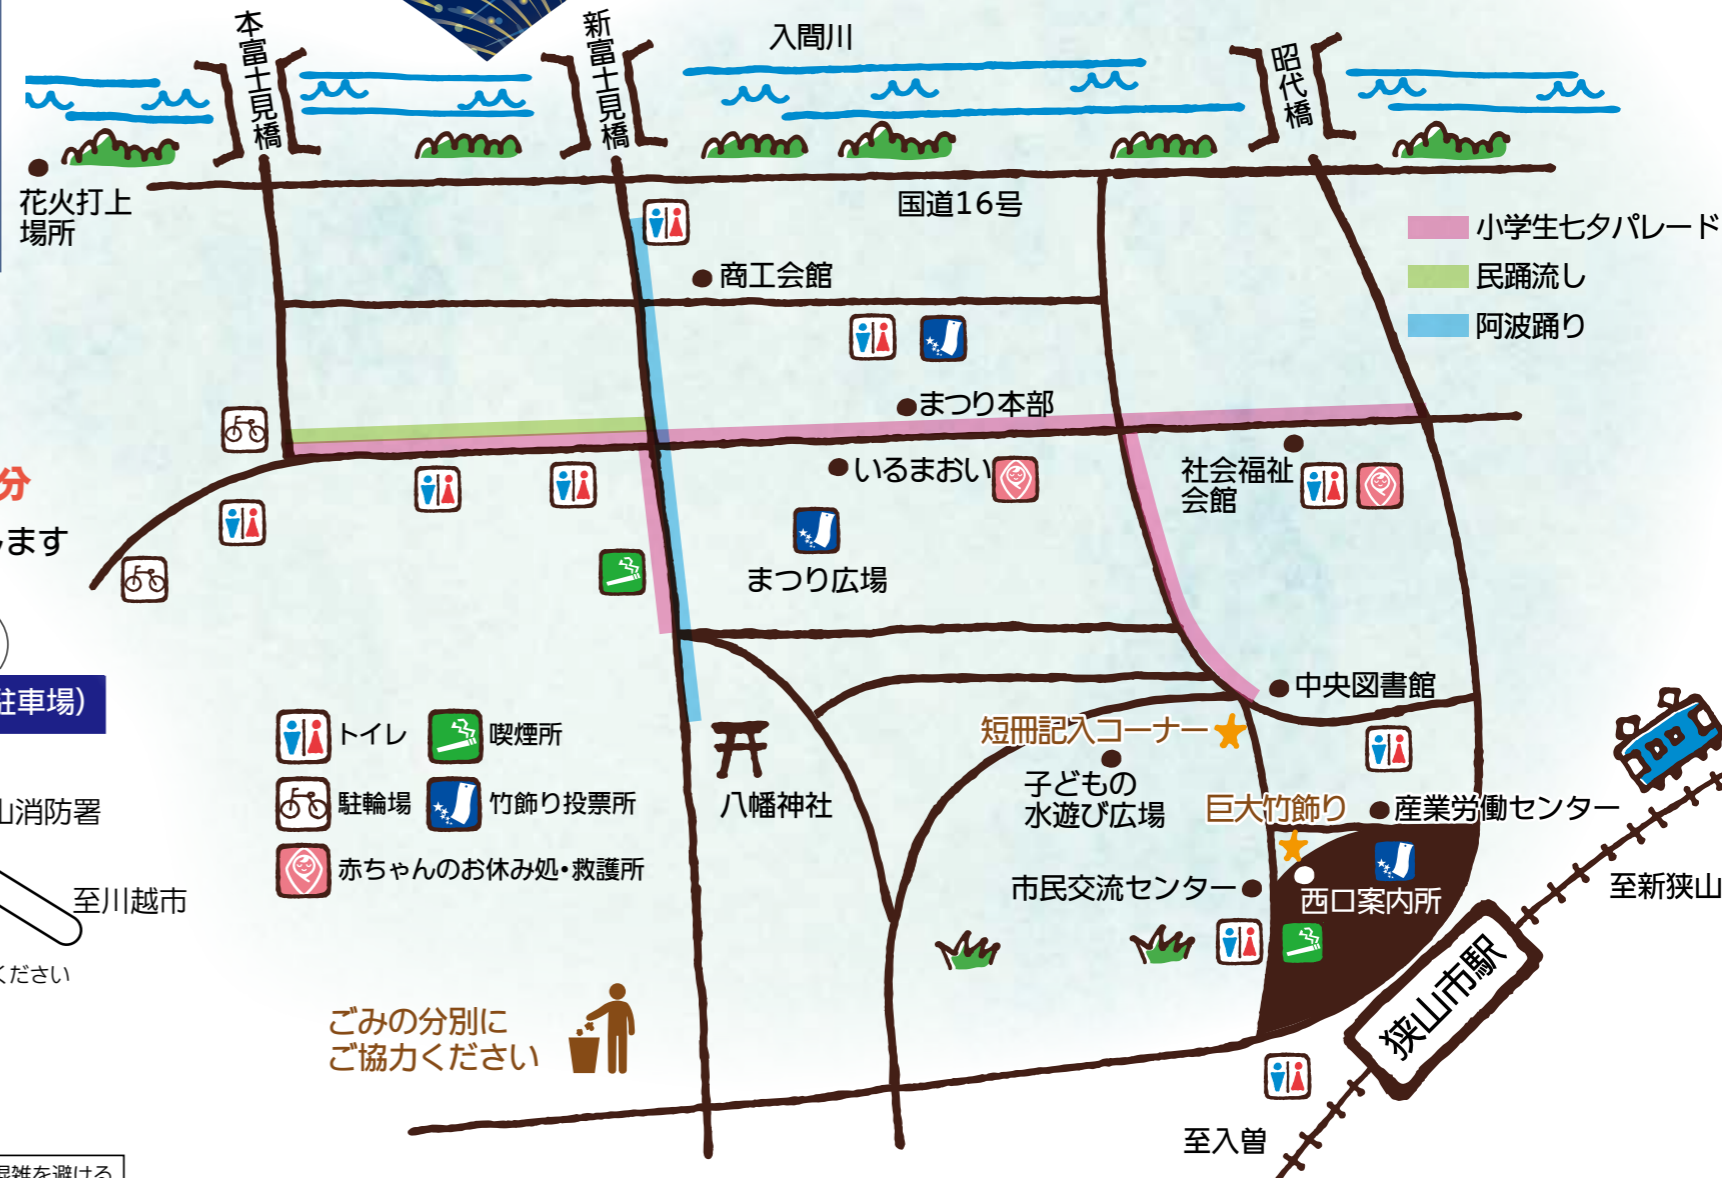 本富士見橋
新富士見橋
入間川
昭代橋
花火打上
場所
国道16号
小学生七夕パレード
民踊流し
阿波踊り
商工会館
まつり本部
分
ます
いるまおい
社会福祉
会館
まつり広場
駐車場)
中央図書館
トイレ
喫煙所
短冊記入コーナー
子どもの
水遊び広場
駐輪場
竹飾り投票所
八幡神社
巨大竹飾り
産業労働センター
山消防署
赤ちゃんのお休み処・救護所
至川越市
市民交流センター
西口案内所
至新狭山
ください
狭山市駅
ごみの分別に
ご協力ください
至入曽
混雑を避ける